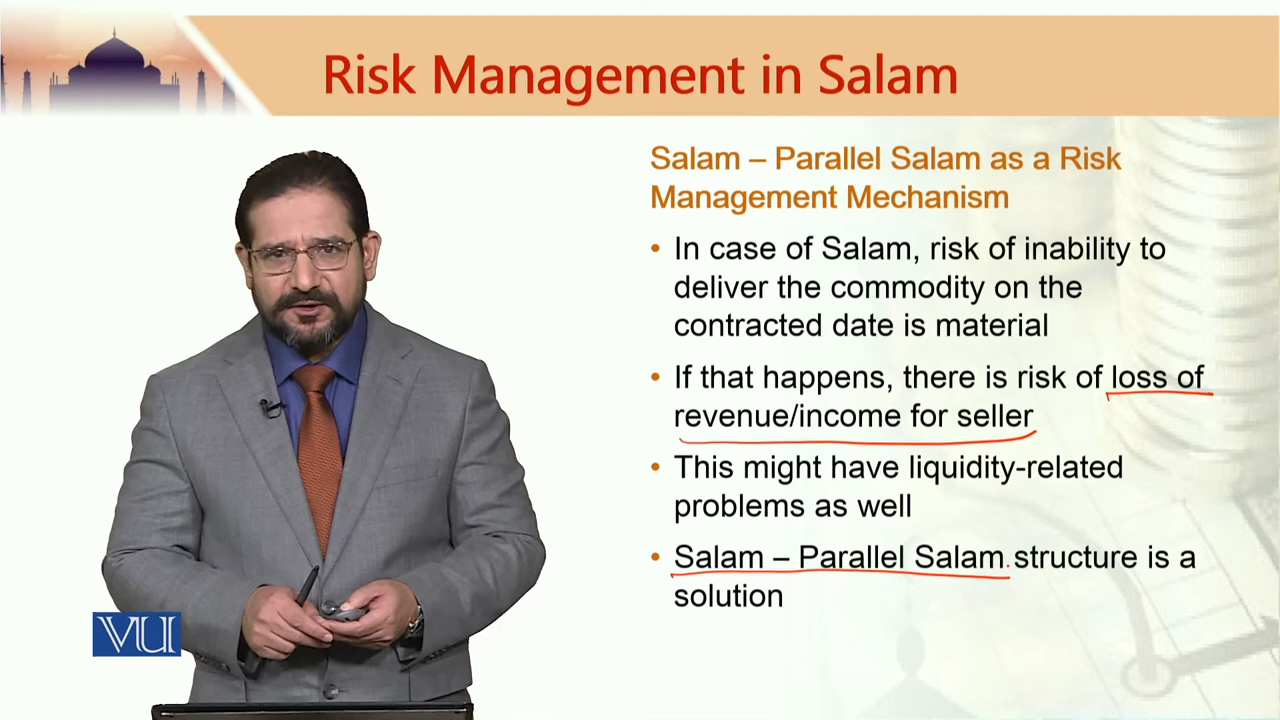 Risk Management in Salam
Salam – Parallel Salam as a Risk
Management Mechanism
• In case of Salam, risk of inability to
deliver the commodity on the
contracted date is material
• If that happens, there is risk of loss of
revenue/income for seller
• This might have liquidity-related
problems as well
• Salam – Parallel Salam structure is a
solution
VU